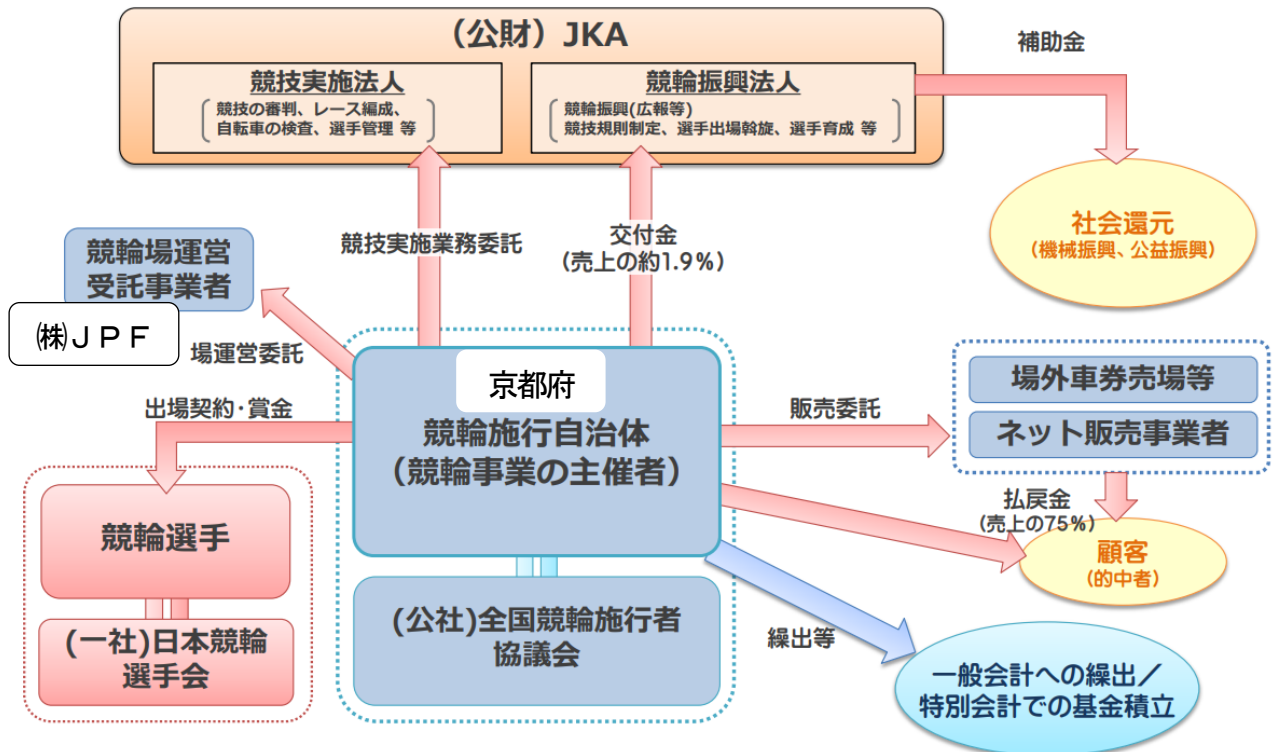 （公財）JKA
補助金
競技実施法人
競技の審判、レース編成、
自転車の検査、選手管理 等
競輪振興法人
競輪振興(広報等)
競技規則制定、選手出場斡旋、選手育成 等
社会還元
（機械振興、公益振興）
競輪場運営
受託事業者
㈱ＪＰＦ
競技実施業務委託
交付金
（売上の約1.9％）
場運営委託
京都府
競輪施行自治体
（競輪事業の主催者）
出場契約・賞金
販売委託
場外車券売場等
ネット販売事業者
払戻金
（売上の75％）
顧客
（的中者）
競輪選手
(一社)日本競輪
選手会
(公社)全国競輪施行者
協議会
繰出等
一般会計への繰出／
特別会計での基金積立